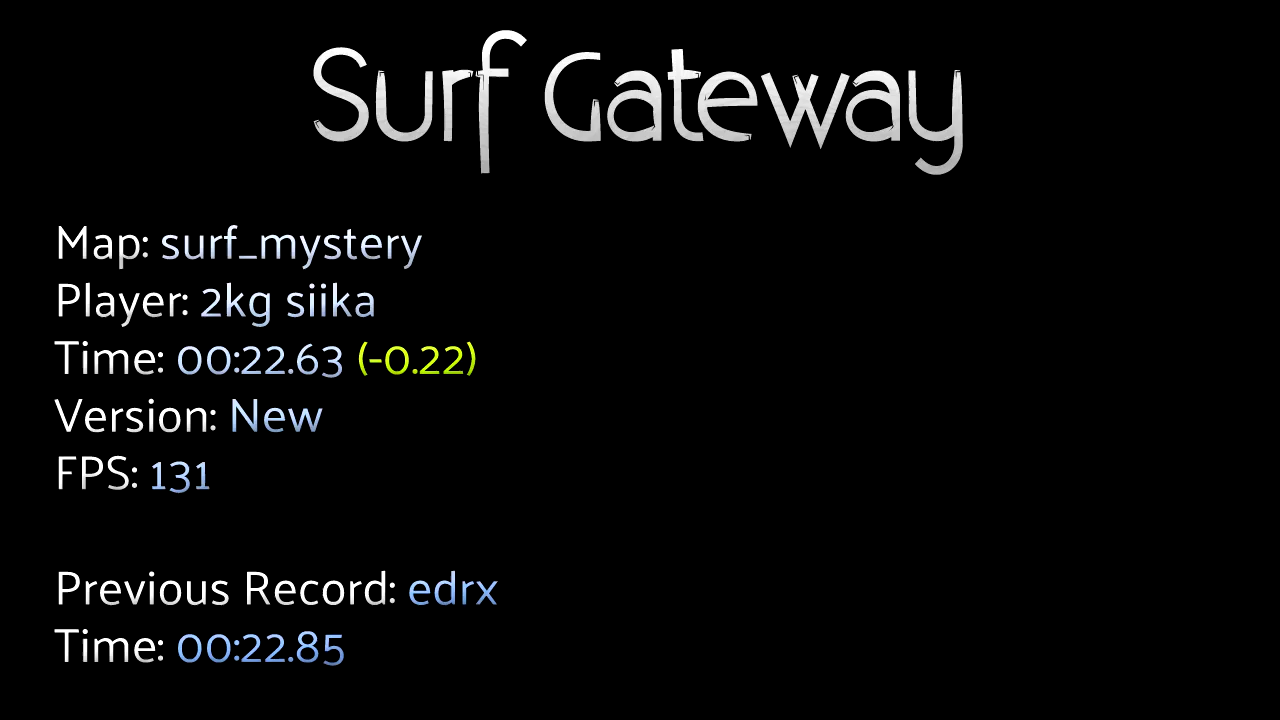 Surf Gateway
Map: surf_mystery
Player: 2kg siika
Time: 00:22.63 (-0.22)
Version: New
FPS: 131
Previous Record: edrx
Time: 00:22.85